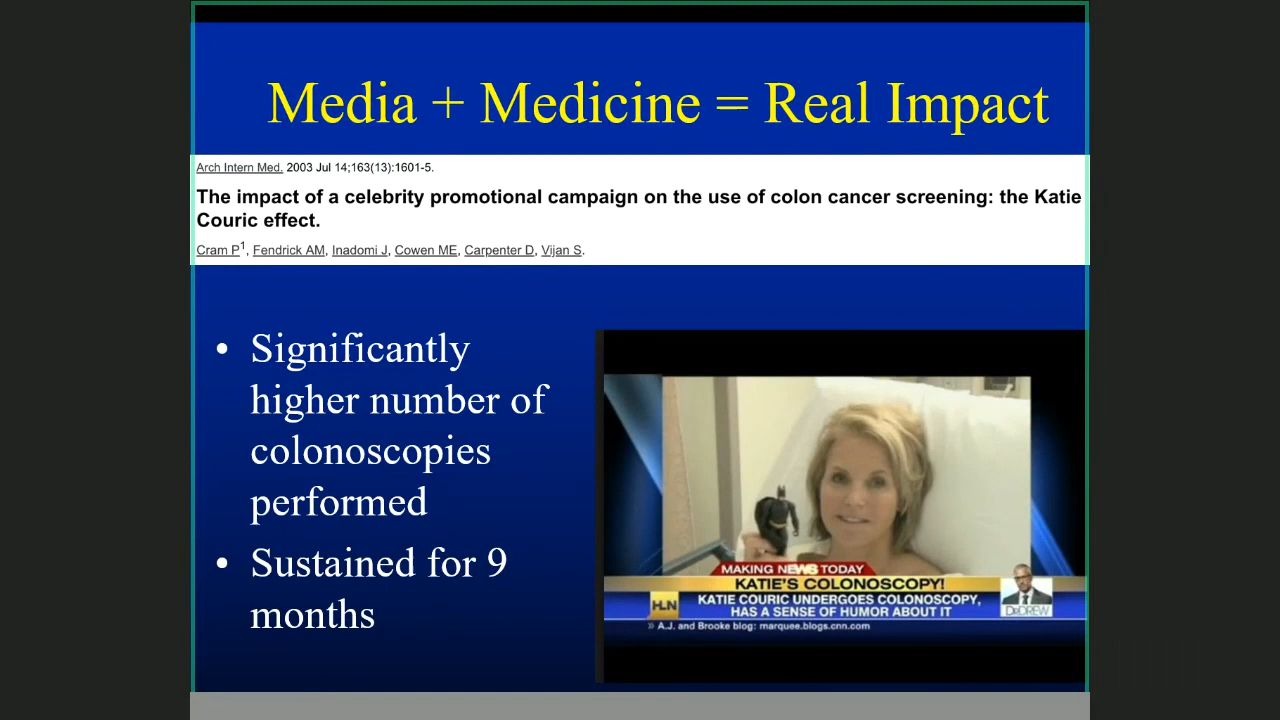 Media + Medicine = Real Impact
Arch Intern Med. 2003 Jul 14;163(13):1601-5.
The impact of a celebrity promotional campaign on the use of colon cancer screening: the Katie
Couric effect.
Cram P1, Fendrick AM, Inadomi J, Cowen ME, Carpenter D, Vijan S.
• Significantly
higher number of
colonoscopies
performed
• Sustained for 9
months
MAKING NEWS TODAY
KATIE'S COLONOSCOPY!
HLN
KATIE COURIC UNDERGOES COLONOSCOPY,
HAS A SENSE OF HUMOR ABOUT IT
DR.DREW
» A.J. and Brooke blog: marquee.blogs.cnn.com